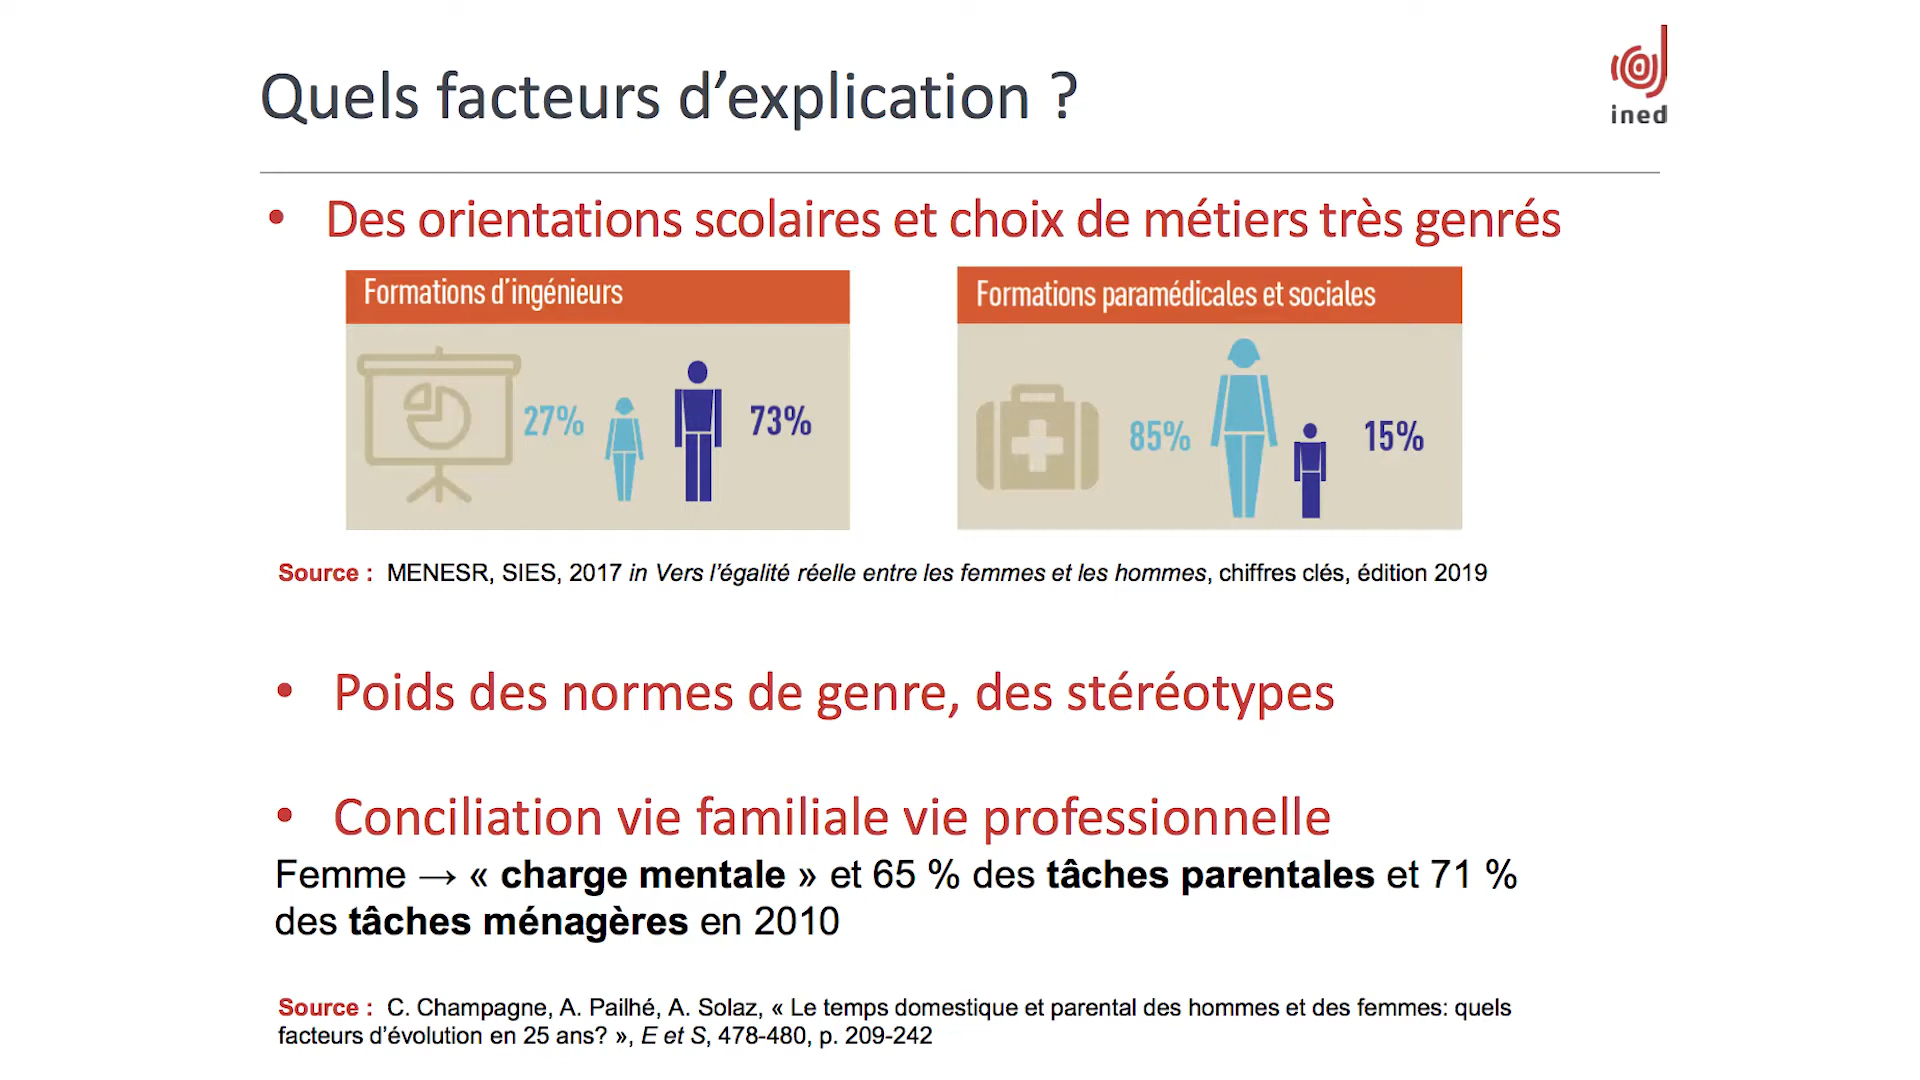 Quels facteurs d’explication ?
ined
• Des orientations scolaires et choix de métiers très genrés
Formations d’ingénieurs
27% 73%
Formations paramédicales et sociales
85% 15%
Source : MENESR, SIES, 2017 in Vers l’égalité réelle entre les femmes et les hommes, chiffres clés, édition 2019
• Poids des normes de genre, des stéréotypes
• Conciliation vie familiale vie professionnelle
Femme → « charge mentale » et 65 % des tâches parentales et 71 %
des tâches ménagères en 2010
Source : C. Champagne, A. Pailhé, A. Solaz, « Le temps domestique et parental des hommes et des femmes: quels
facteurs d’évolution en 25 ans? », E et S, 478-480, p. 209-242